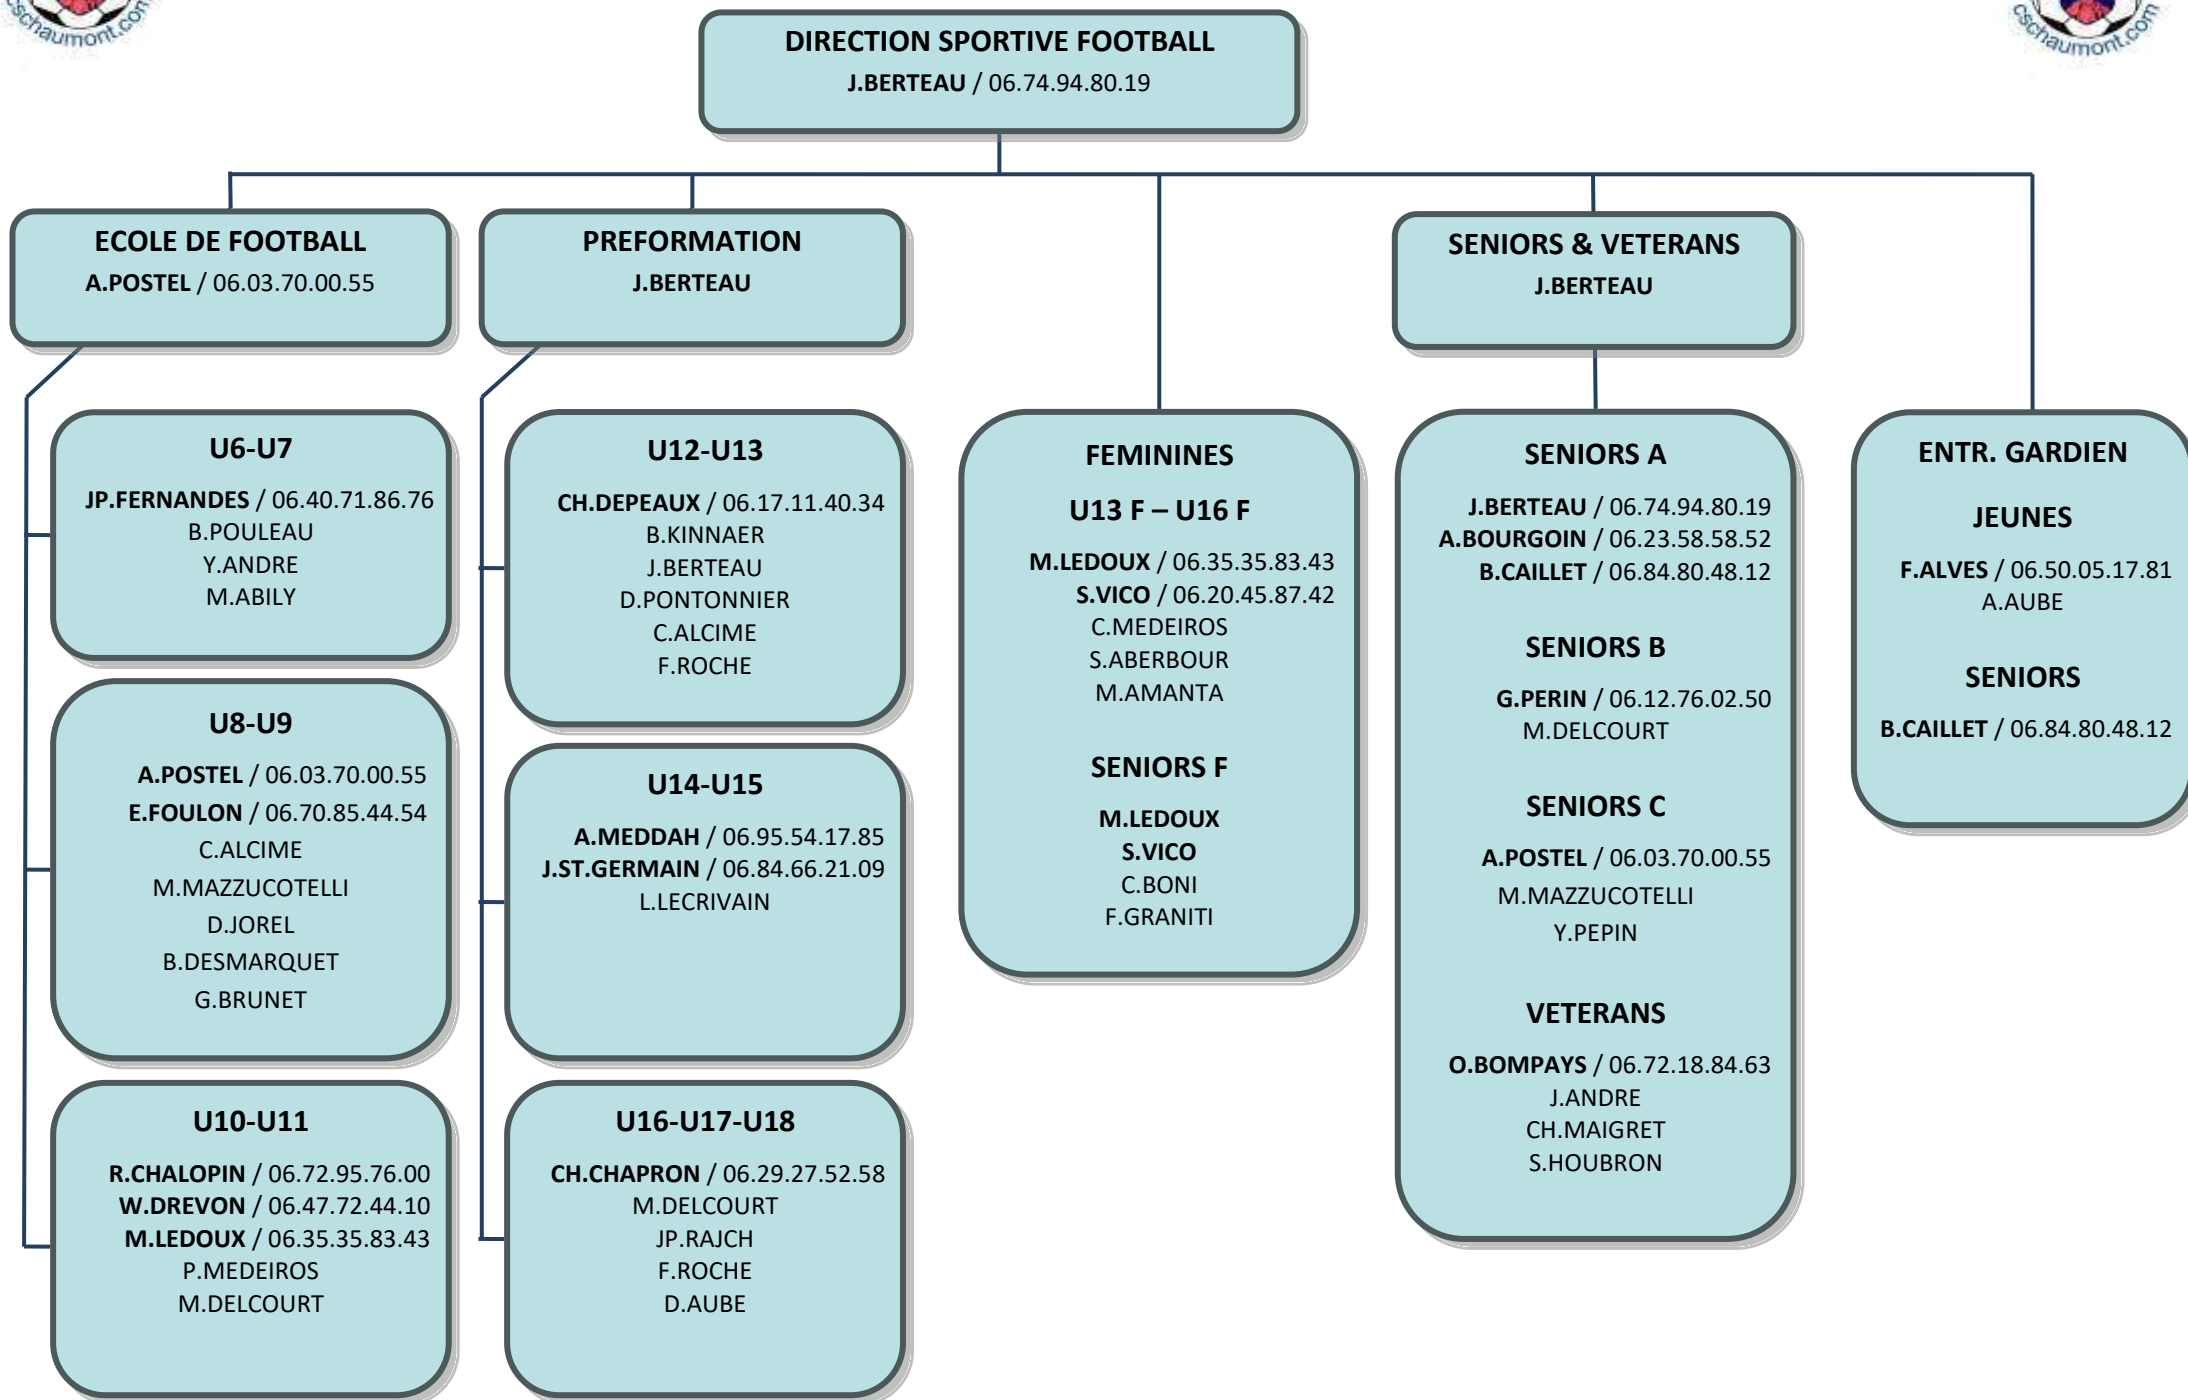 cschaumont.com
cschaumont.com
DIRECTION SPORTIVE FOOTBALL
J.BERTEAU / 06.74.94.80.19
ECOLE DE FOOTBALL
A.POSTEL / 06.03.70.00.55
PREFORMATION
J.BERTEAU
SENIORS & VETERANS
J.BERTEAU
U6-U7
JP.FERNANDES / 06.40.71.86.76
B.POULEAU
Y.ANDRE
M.ABILY
U8-U9
A.POSTEL / 06.03.70.00.55
E.FOULON / 06.70.85.44.54
C.ALCIME
M.MAZZUCOTELLI
D.JOREL
B.DESMARQUET
G.BRUNET
U10-U11
R.CHALOPIN / 06.72.95.76.00
W.DREVON / 06.47.72.44.10
M.LEDOUX / 06.35.35.83.43
P.MEDEIROS
M.DELCOURT
U12-U13
CH.DEPEAUX / 06.17.11.40.34
B.KINNAER
J.BERTEAU
D.PONTONNIER
C.ALCIME
F.ROCHE
U14-U15
A.MEDDAH / 06.95.54.17.85
J.ST.GERMAIN / 06.84.66.21.09
L.LECRIVAIN
U16-U17-U18
CH.CHAPRON / 06.29.27.52.58
M.DELCOURT
JP.RAJCH
F.ROCHE
D.AUBE
FEMININES
U13 F – U16 F
M.LEDOUX / 06.35.35.83.43
S.VICO / 06.20.45.87.42
C.MEDEIROS
S.ABERBOUR
M.AMANTA
SENIORS F
M.LEDOUX
S.VICO
C.BONI
F.GRANITI
SENIORS A
J.BERTEAU / 06.74.94.80.19
A.BOURGOIN / 06.23.58.58.52
B.CAILLET / 06.84.80.48.12
SENIORS B
G.PERIN / 06.12.76.02.50
M.DELCOURT
SENIORS C
A.POSTEL / 06.03.70.00.55
M.MAZZUCOTELLI
Y.PEPIN
VETERANS
O.BOMPAYS / 06.72.18.84.63
J.ANDRE
CH.MAIGRET
S.HOUBRON
ENTR. GARDIEN
JEUNES
F.ALVES / 06.50.05.17.81
A.AUBE
SENIORS
B.CAILLET / 06.84.80.48.12